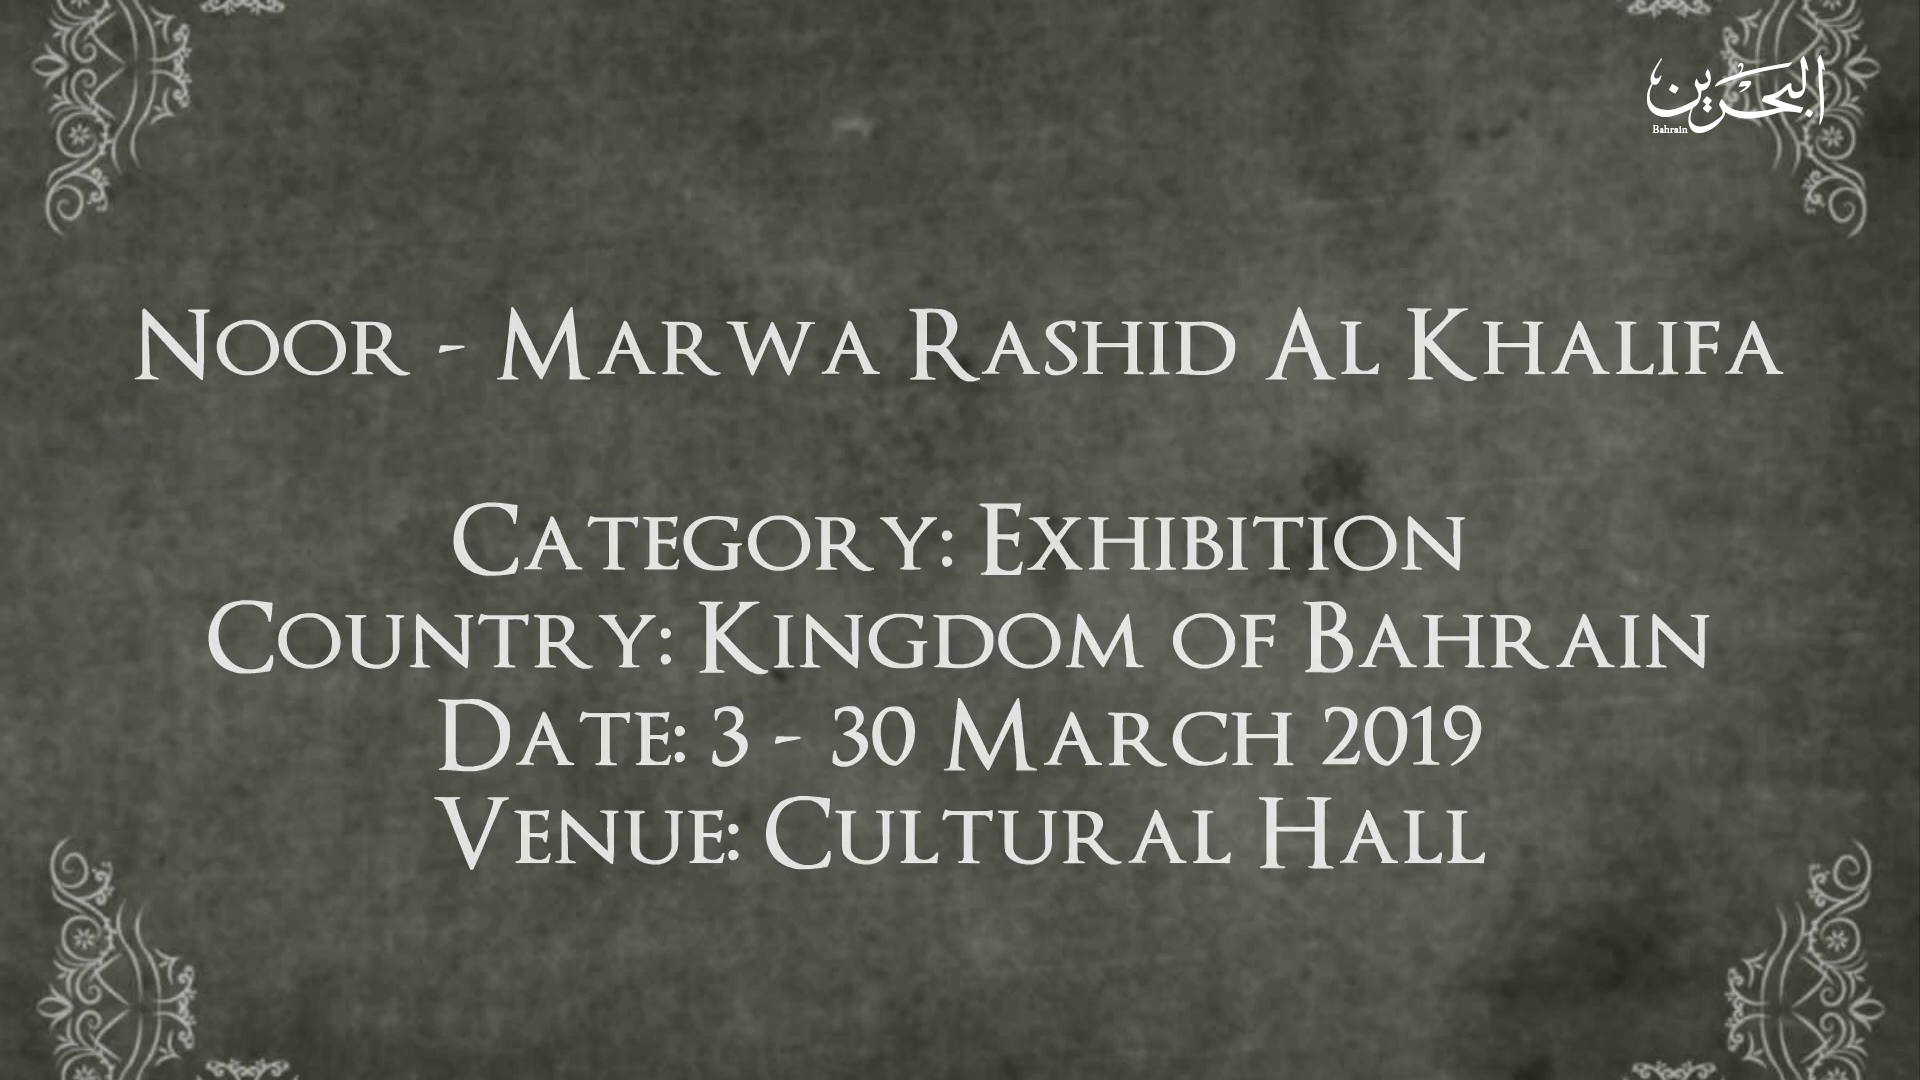 البحرين
Bahrain
Noor - Marwa Rashid Al Khalifa
Category: Exhibition
Country: Kingdom of Bahrain
Date: 3 - 30 March 2019
Venue: Cultural Hall